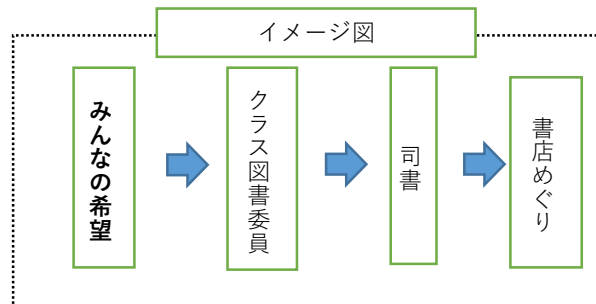 イメージ図
みんなの希望
クラス図書委員
司書
書店めぐり